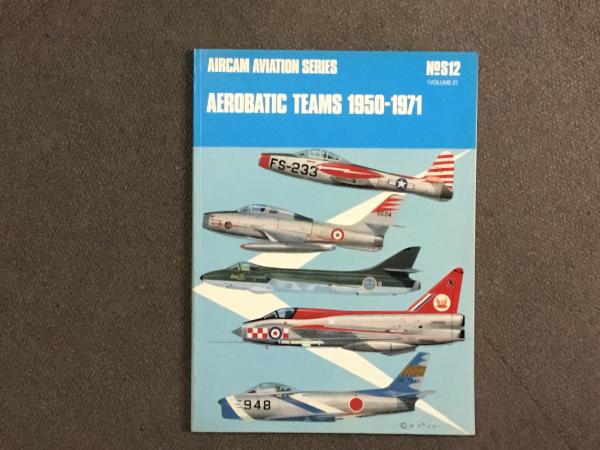 AIRCAM AVIATION SERIES
NoS12
(VOLUME 2)
AEROBATIC TEAMS 1950-1971
FS-233
948